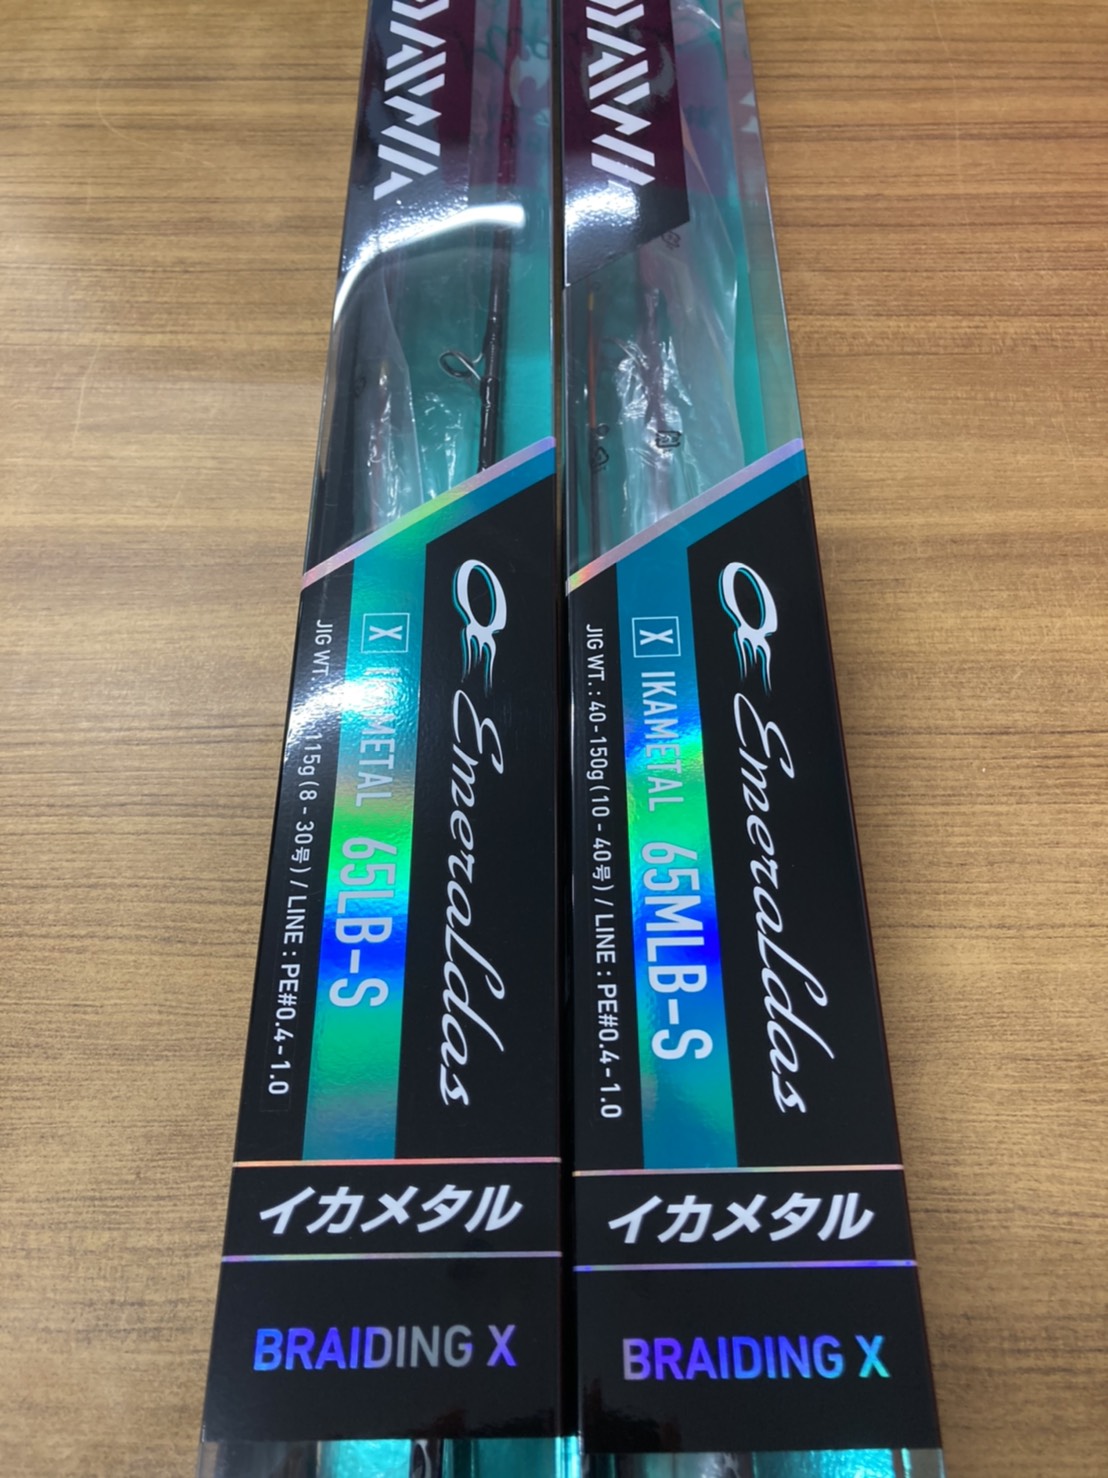 DAIWA
Emeraldas
X IKAMETAL 65LB-S
JIG WT. 115g (8 - 30号) / LINE : PE#0.4-1.0
イカメタル
BRAIDING X
DAIWA
Emeraldas
X IKAMETAL 65MLB-S
JIG WT. : 40-150g (10 - 40号) / LINE : PE#0.4-1.0
イカメタル
BRAIDING X